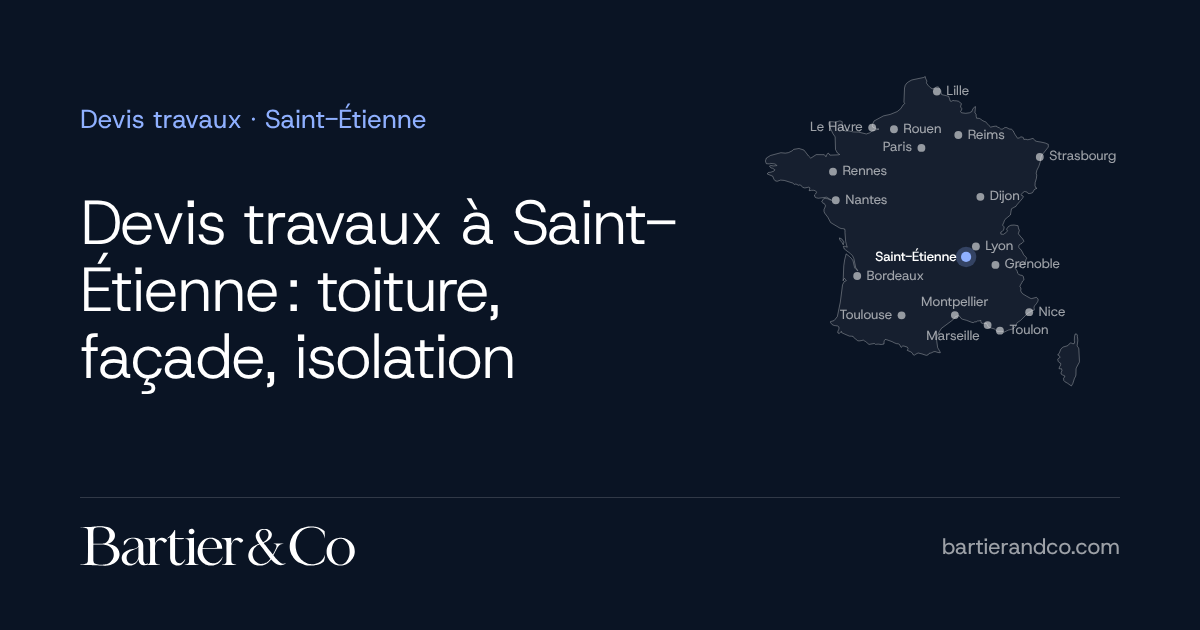 Devis travaux · Saint-Étienne
Devis travaux à Saint-
Étienne : toiture,
façade, isolation
Lille
Le Havre
Rouen
Reims
Paris
Strasbourg
Rennes
Dijon
Nantes
Lyon
Saint-Étienne
Grenoble
Bordeaux
Montpellier
Toulouse
Nice
Marseille
Toulon
Bartier & Co
bartierandco.com